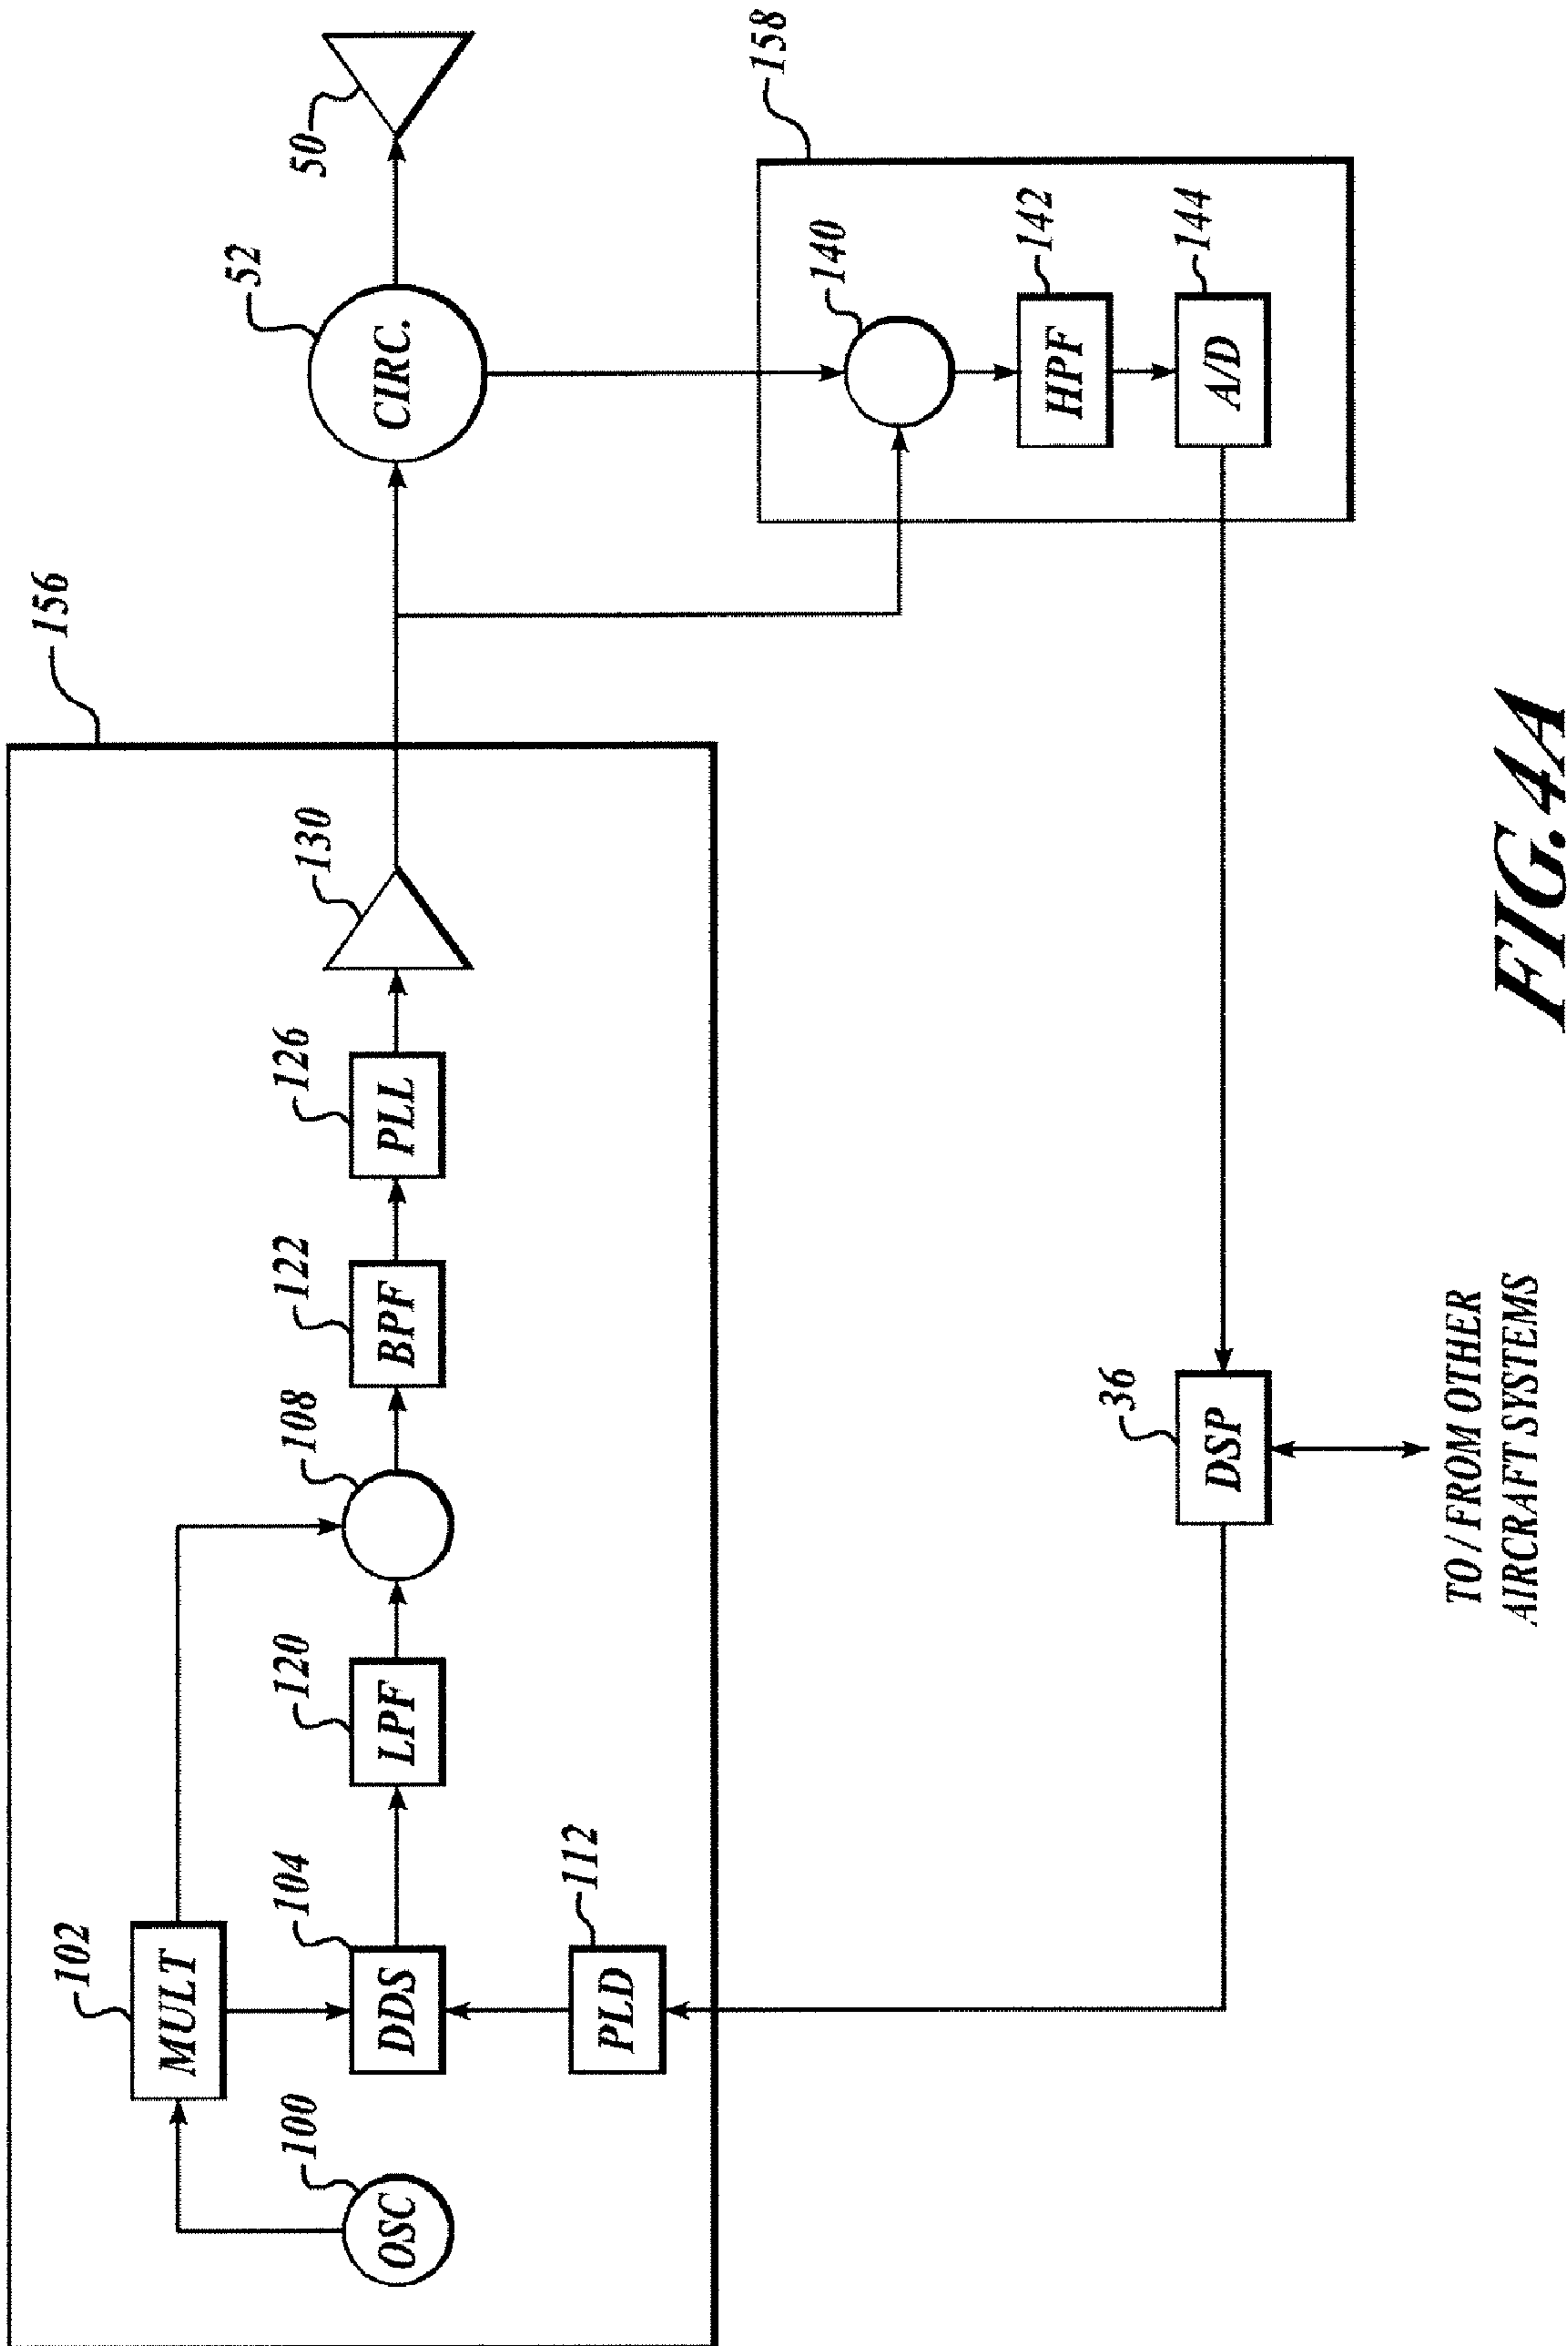 156
102
MULT
100
OSC
104
DDS
112
PLD
120
LPF
108
122
BPF
126
PLL
130
52
CIRC.
50
158
140
142
HPF
144
A/D
36
DSP
TO / FROM OTHER
AIRCRAFT SYSTEMS
FIG.4A